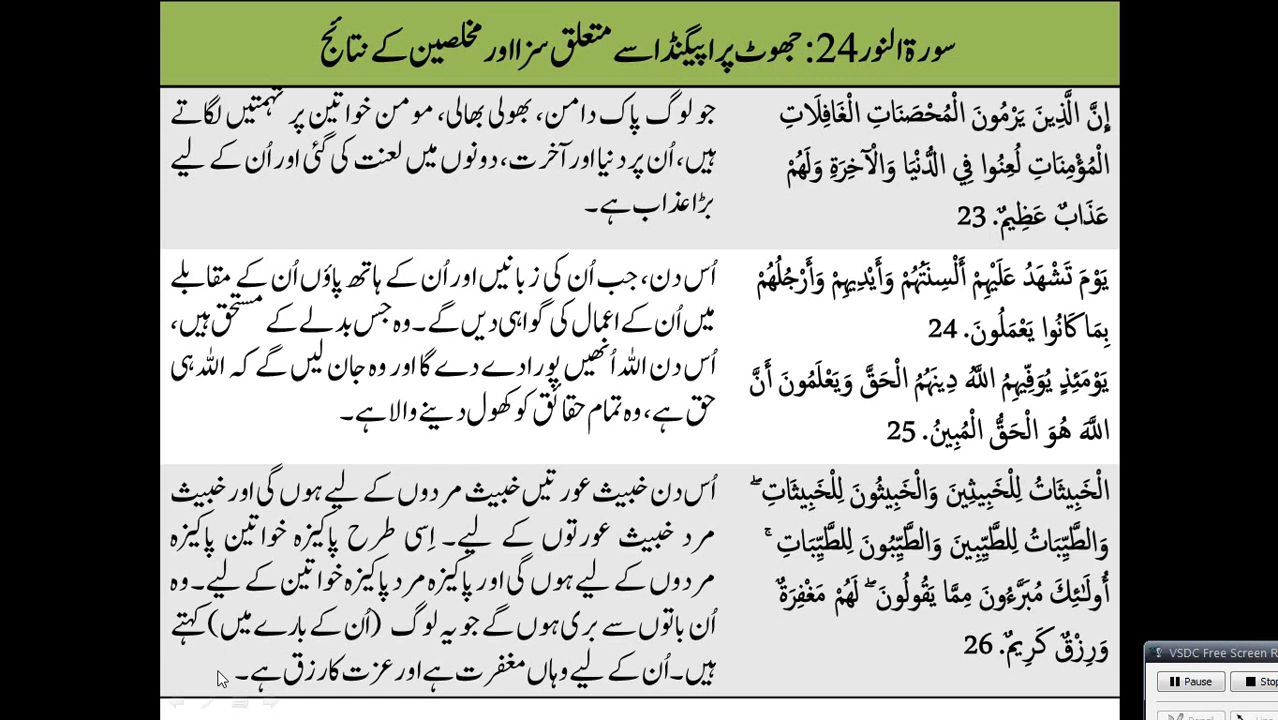 سورۃ النور 24: جھوٹ پراپیگنڈا سے متعلق سزا اور مخلصین کے نتائج
إِنَّ الَّذِينَ يَرْمُونَ الْمُحْصَنَاتِ الْغَافِلَاتِ
الْمُؤْمِنَاتِ لُعِنُوا فِي الدُّنْيَا وَالْآخِرَةِ وَلَهُمْ
عَذَابٌ عَظِيمٌ. 23
جو لوگ پاک دامن، بھولی بھالی، مومن خواتین پر تہمتیں لگاتے
ہیں، اُن پر دنیا اور آخرت، دونوں میں لعنت کی گئی اور اُن کے لیے
بڑا عذاب ہے۔
يَوْمَ تَشْهَدُ عَلَيْهِمْ أَلْسِنَتُهُمْ وَأَيْدِيهِمْ وَأَرْجُلُهُمْ
بِمَا كَانُوا يَعْمَلُونَ. 24
يَوْمَئِذٍ يُوَفِّيهِمُ اللَّهُ دِينَهُمُ الْحَقَّ وَيَعْلَمُونَ أَنَّ
اللَّهَ هُوَ الْحَقُّ الْمُبِينُ. 25
اُس دن، جب اُن کی زبانیں اور اُن کے ہاتھ پاؤں اُن کے مقابلے
میں اُن کے اعمال کی گواہی دیں گے۔ وہ جس بدلے کے مستحق ہیں،
اُس دن اللہ اُنھیں پورا دے دے گا اور وہ جان لیں گے کہ اللہ ہی
حق ہے، وہ تمام حقائق کو کھول دینے والا ہے۔
الْخَبِيثَاتُ لِلْخَبِيثِينَ وَالْخَبِيثُونَ لِلْخَبِيثَاتِ ۖ
وَالطَّيِّبَاتُ لِلطَّيِّبِينَ وَالطَّيِّبُونَ لِلطَّيِّبَاتِ ۚ
أُولَٰئِكَ مُبَرَّءُونَ مِمَّا يَقُولُونَ ۖ لَهُمْ مَغْفِرَةٌ
وَرِزْقٌ كَرِيمٌ. 26
اُس دن خبیث عورتیں خبیث مردوں کے لیے ہوں گی اور خبیث
مرد خبیث عورتوں کے لیے۔ اِسی طرح پاکیزہ خواتین پاکیزہ
مردوں کے لیے ہوں گی اور پاکیزہ مرد پاکیزہ خواتین کے لیے۔ وہ
اُن باتوں سے بری ہوں گے جو یہ لوگ (اُن کے بارے میں) کہتے
ہیں۔ اُن کے لیے وہاں مغفرت ہے اور عزت کا رزق ہے۔
VSDC Free Screen R
Pause
Stop